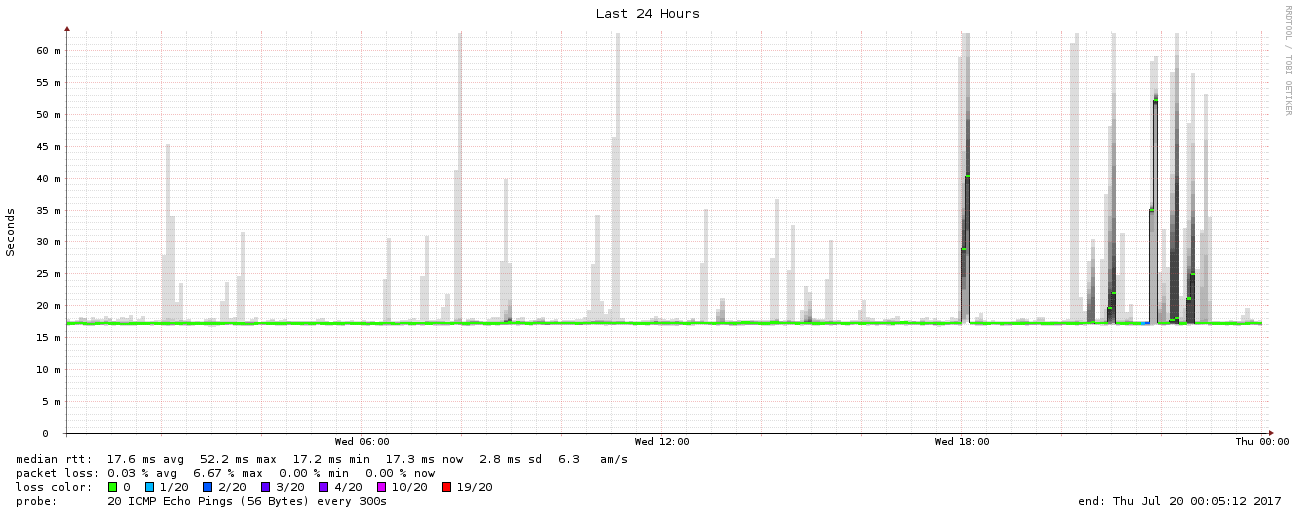 Last 24 Hours
RRDTOOL / TOBI OETIKER
Seconds
60 m
55 m
50 m
45 m
40 m
35 m
30 m
25 m
20 m
15 m
10 m
5 m
0
Wed 06:00 Wed 12:00 Wed 18:00 Thu 00:00
median rtt: 17.6 ms avg 52.2 ms max 17.2 ms min 17.3 ms now 2.8 ms sd 6.3 am/s
packet loss: 0.03 % avg 6.67 % max 0.00 % min 0.00 % now
loss color: 0 1/20 2/20 3/20 4/20 10/20 19/20
probe: 20 ICMP Echo Pings (56 Bytes) every 300s end: Thu Jul 20 00:05:12 2017